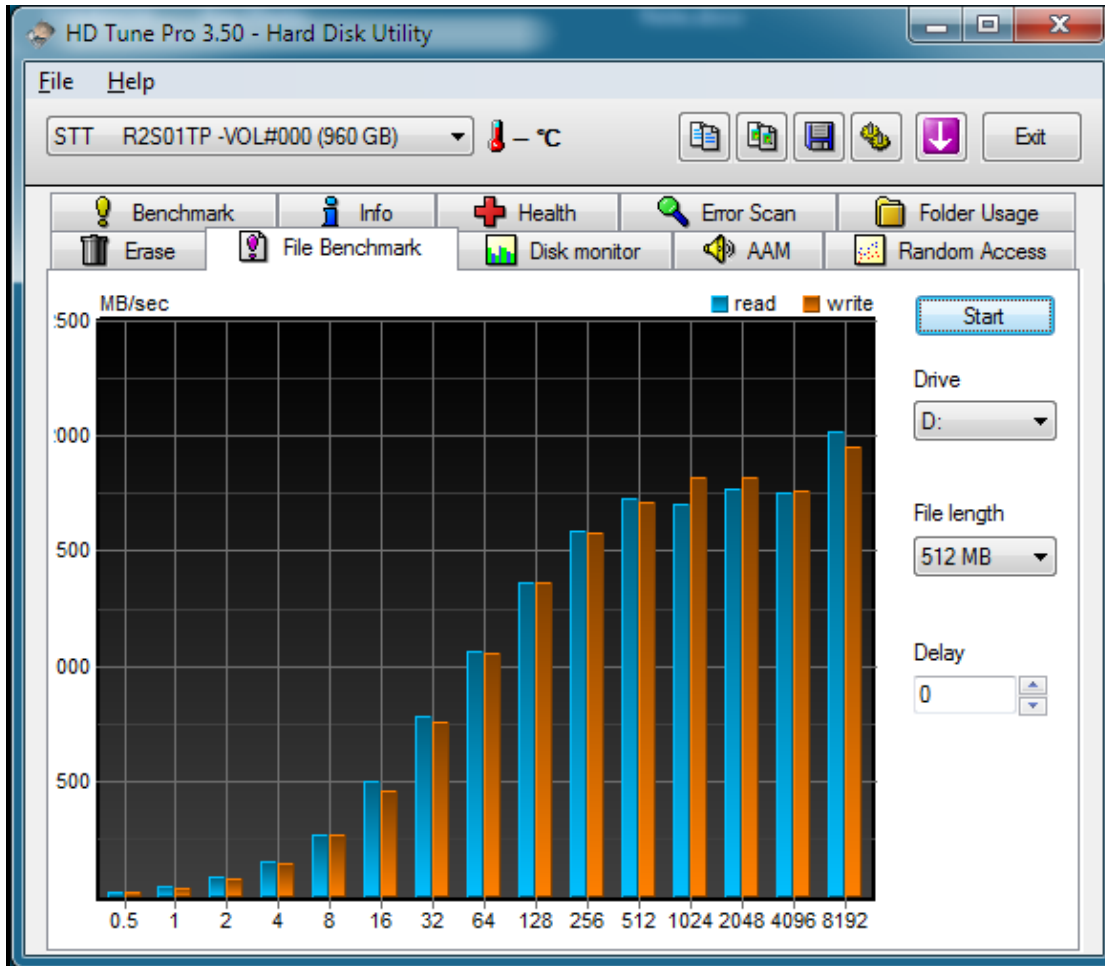 HD Tune Pro 3.50 - Hard Disk Utility
File Help
STT R2S01TP -VOL#000 (960 GB) – °C Exit
Benchmark Info Health Error Scan Folder Usage
Erase File Benchmark Disk monitor AAM Random Access
MB/sec read write
Start
500
Drive
D:
000
File length
512 MB
500
Delay
0
000
500
0.5 1 2 4 8 16 32 64 128 256 512 1024 2048 4096 8192